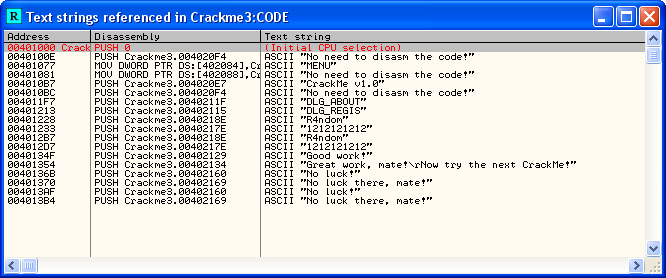 R Text strings referenced in Crackme3:CODE
Address Disassembly Text string
00401000 Crack PUSH 0 (Initial CPU selection)
0040100E PUSH Crackme3.004020F4 ASCII "No need to disasm the code!"
00401077 MOV DWORD PTR DS:[402084],Cr ASCII "MENU"
00401081 MOV DWORD PTR DS:[402088],Cr ASCII "No need to disasm the code!"
004010B7 PUSH Crackme3.004020E7 ASCII "CrackMe v1.0"
004010BC PUSH Crackme3.004020F4 ASCII "No need to disasm the code!"
004011F7 PUSH Crackme3.0040211F ASCII "DLG_ABOUT"
00401213 PUSH Crackme3.00402115 ASCII "DLG_REGIS"
00401228 PUSH Crackme3.0040218E ASCII "R4ndom"
00401233 PUSH Crackme3.0040217E ASCII "1212121212"
004012B7 PUSH Crackme3.0040218E ASCII "R4ndom"
004012D7 PUSH Crackme3.0040217E ASCII "1212121212"
0040134F PUSH Crackme3.00402129 ASCII "Good work!"
00401354 PUSH Crackme3.00402134 ASCII "Great work, mate!\rNow try the next CrackMe!"
0040136B PUSH Crackme3.00402160 ASCII "No luck!"
00401370 PUSH Crackme3.00402169 ASCII "No luck there, mate!"
004013AF PUSH Crackme3.00402160 ASCII "No luck!"
004013B4 PUSH Crackme3.00402169 ASCII "No luck there, mate!"